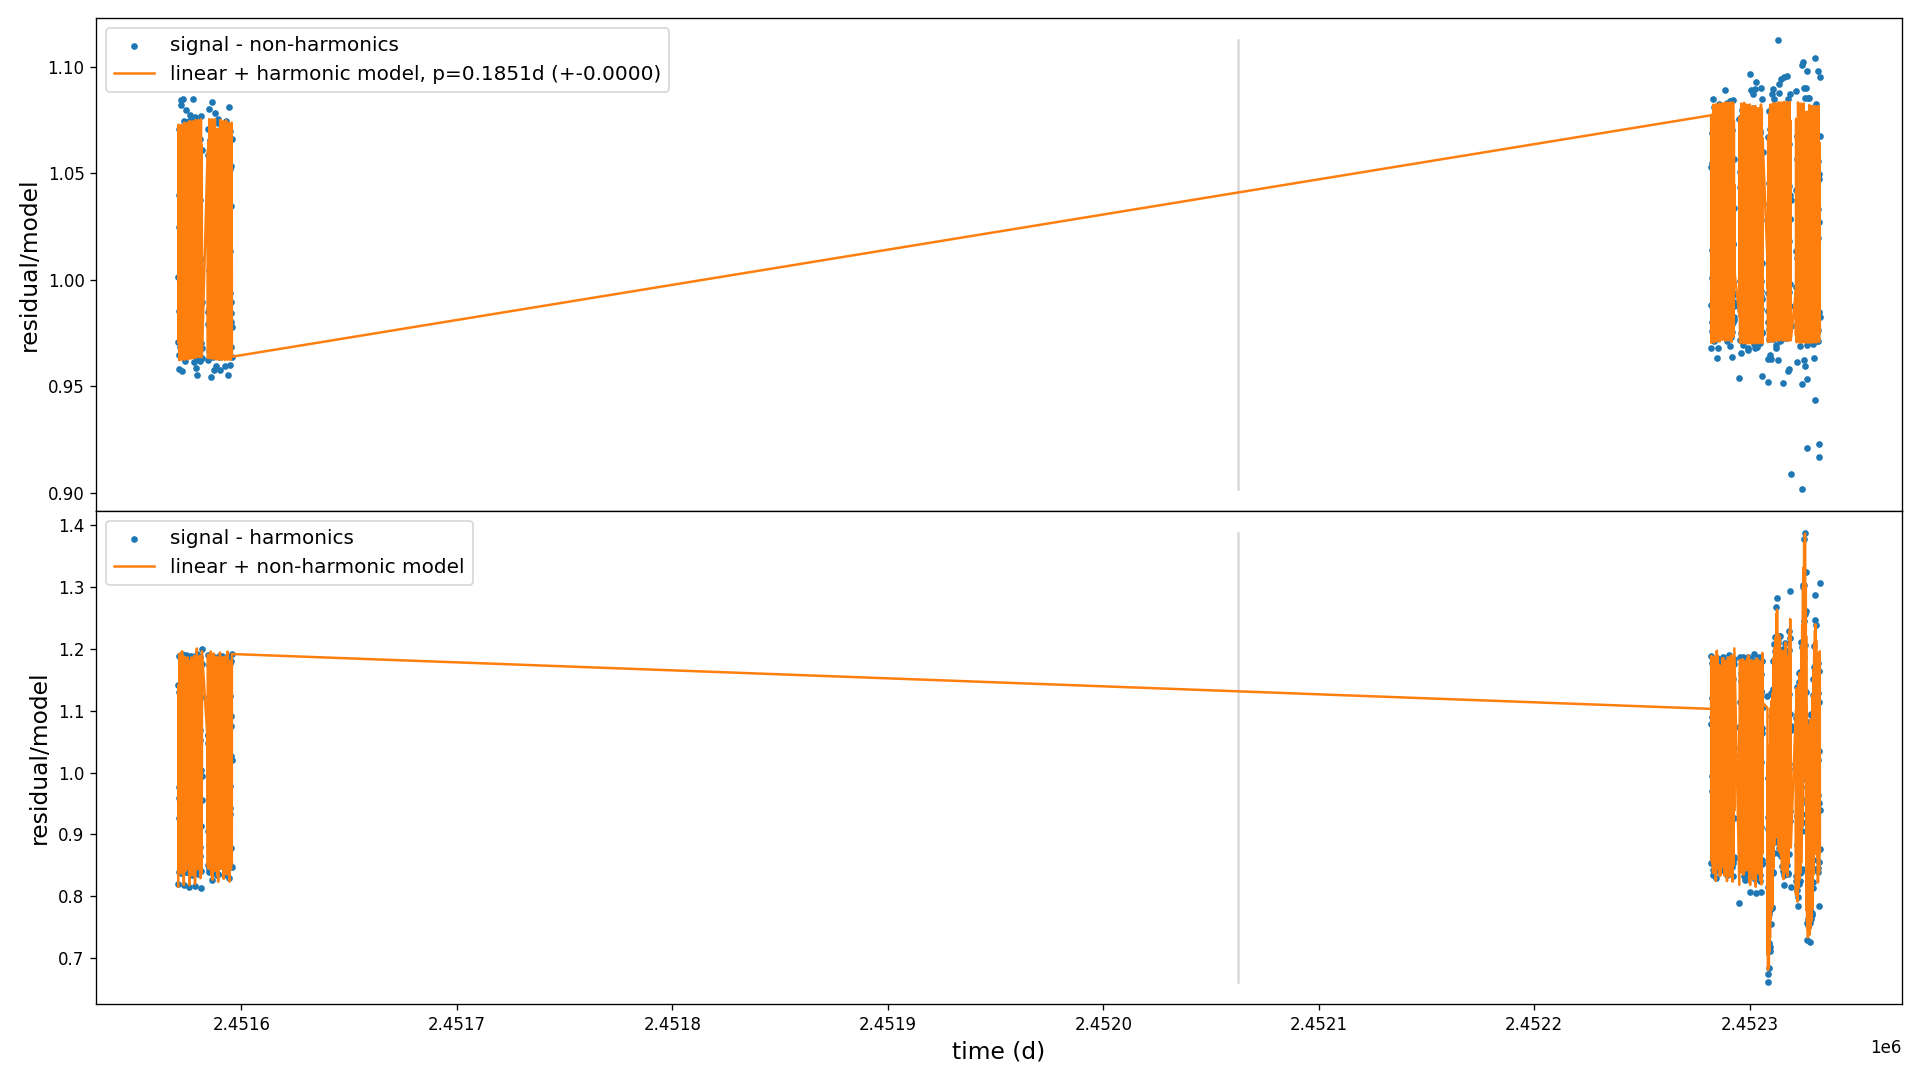 signal - non-harmonics
linear + harmonic model, p=0.1851d (+-0.0000)
1.10
1.05
1.00
0.95
0.90
residual/model
signal - harmonics
linear + non-harmonic model
1.4
1.3
1.2
1.1
1.0
0.9
0.8
0.7
residual/model
2.4516 2.4517 2.4518 2.4519 2.4520 2.4521 2.4522 2.4523
1e6
time (d)